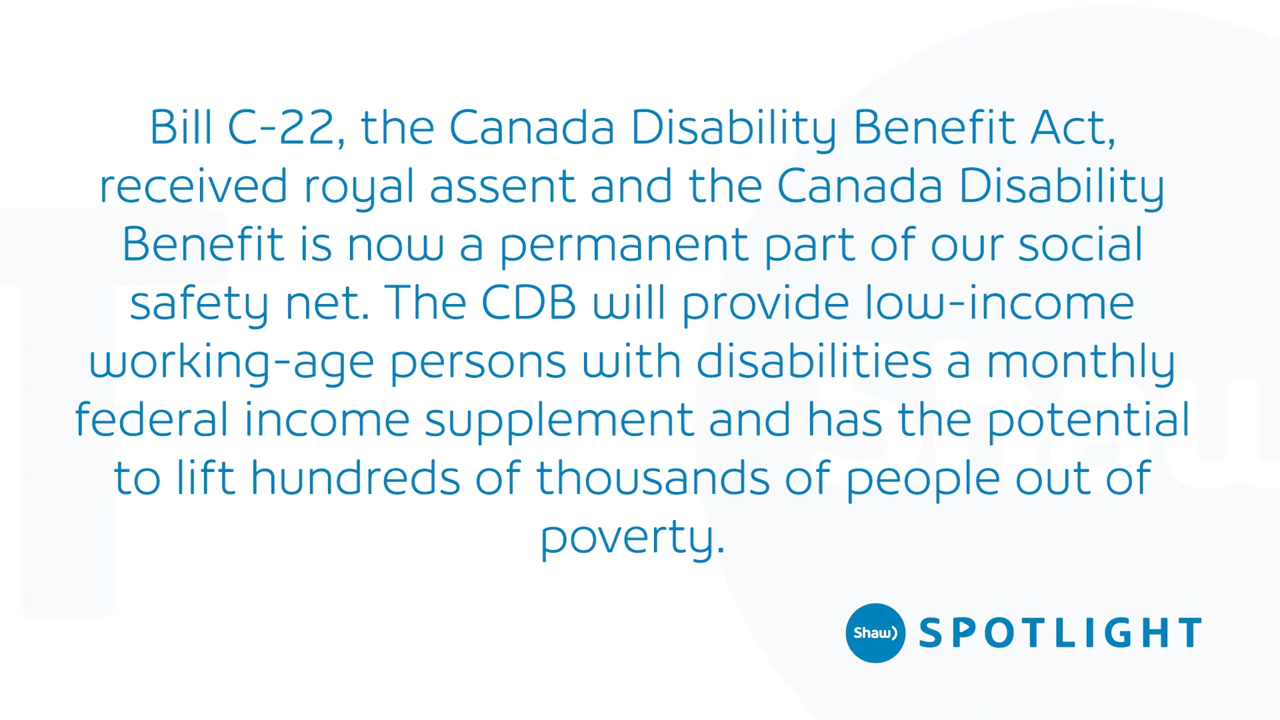 Bill C-22, the Canada Disability Benefit Act,
received royal assent and the Canada Disability
Benefit is now a permanent part of our social
safety net. The CDB will provide low-income
working-age persons with disabilities a monthly
federal income supplement and has the potential
to lift hundreds of thousands of people out of
poverty.
Shaw) SPOTLIGHT